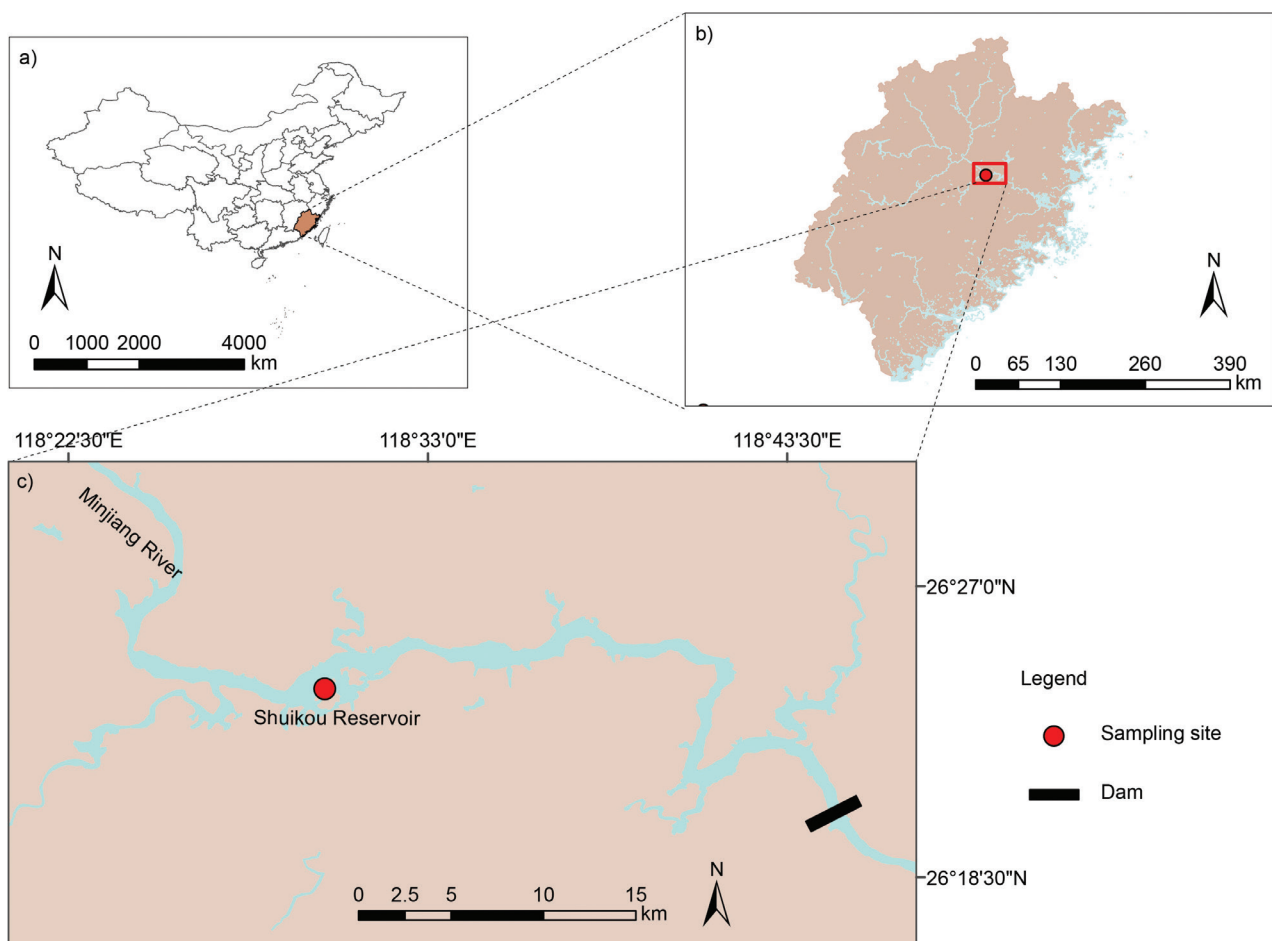 a)
N
0 1000 2000 4000
km
b)
N
0 65 130 260 390
km
118°22'30"E 118°33'0"E 118°43'30"E
c)
Minjiang River
Shuikou Reservoir
26°27'0"N
26°18'30"N
N
0 2.5 5 10 15
km
Legend
Sampling site
Dam